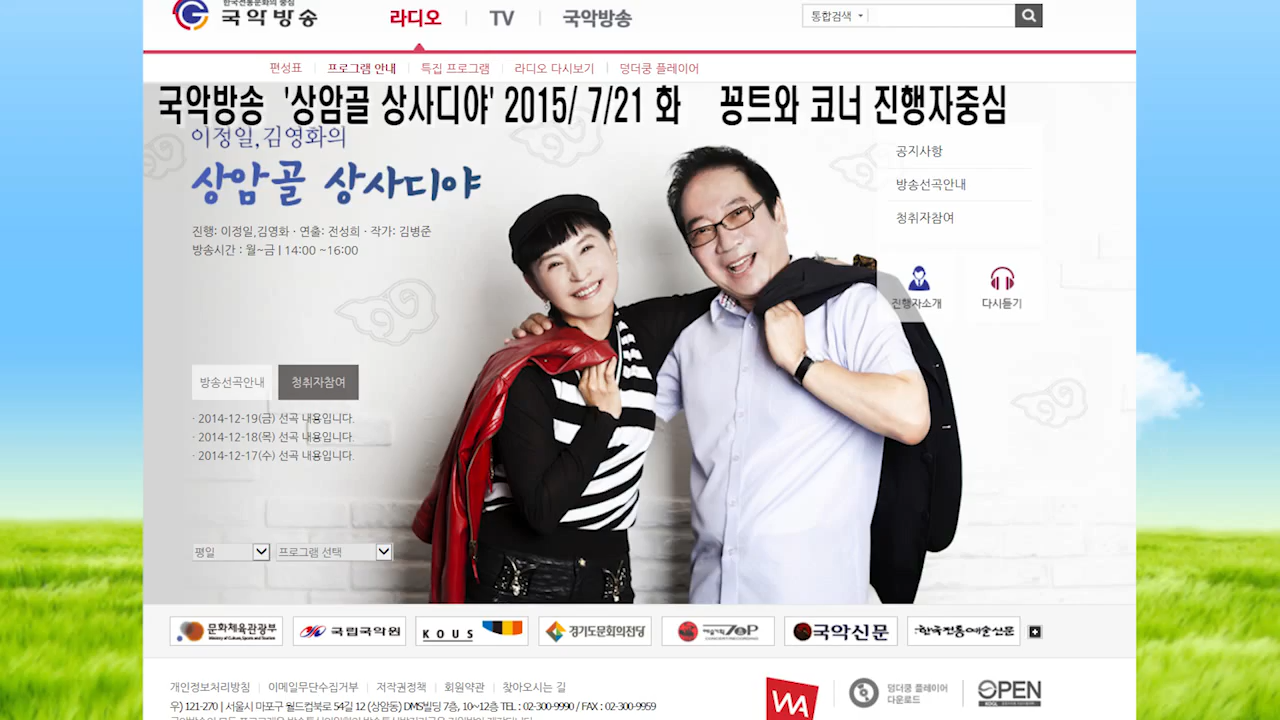 한국전통문화의 중심
국악방송
라디오 TV 국악방송
통합검색
편성표 프로그램 안내 특집 프로그램 라디오 다시보기 덩더쿵 플레이어
국악방송 '상암골 상사디야' 2015/ 7/21 화 꽁트와 코너 진행자중심
이정일,김영화의
상암골 상사디야
진행: 이정일,김영화 · 연출: 전성희 · 작가: 김병준
방송시간 : 월~금 | 14:00 ~16:00
공지사항
방송선곡안내
청취자참여
진행자소개 다시듣기
방송선곡안내 청취자참여
· 2014-12-19(금) 선곡 내용입니다.
· 2014-12-18(목) 선곡 내용입니다.
· 2014-12-17(수) 선곡 내용입니다.
평일 프로그램 선택
문화체육관광부 국립국악원 KOUS 경기도문화의전당 국악신문 한국전통예술신문
Ministry of Culture, Sports and Tourism
개인정보처리방침 이메일무단수집거부 저작권정책 회원약관 찾아오시는 길
서울시 마포구 월드컵북로 54길 12 (상암동) DMS빌딩 7층, 10~12층 TEL : 02-300-9990 / FAX : 02-300-9959
WA
덩더쿵 플레이어
다운로드
OPEN